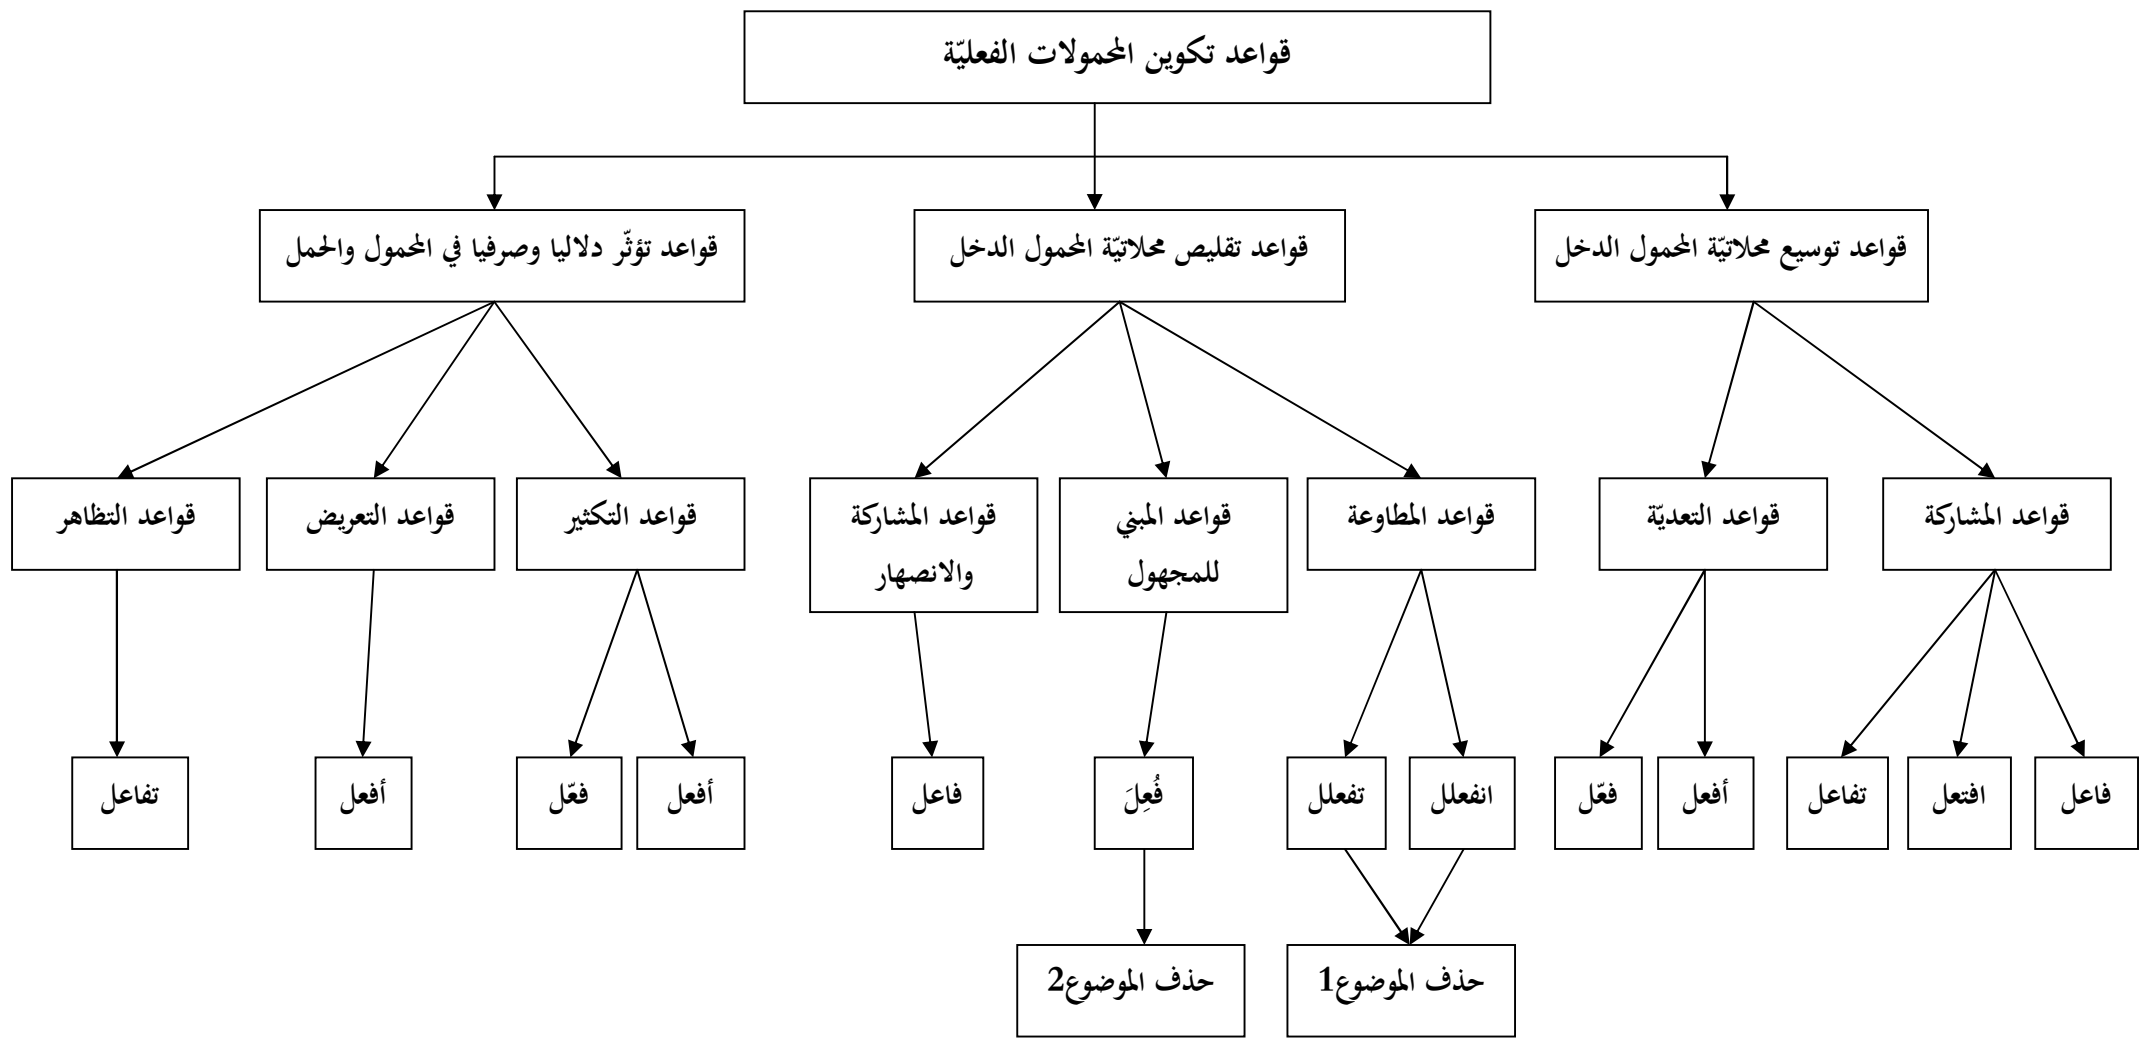 قواعد تكوين المحمولات الفعليّة
قواعد توسيع محلاتيّة المحمول الدخل
قواعد تقليص محلاتيّة المحمول الدخل
قواعد تؤثّر دلاليا وصرفيا في المحمول والحمل
قواعد المشاركة
قواعد التعديّة
قواعد المطاوعة
قواعد المبني
للمجهول
قواعد المشاركة
والانصهار
قواعد التكثير
قواعد التعريض
قواعد التظاهر
فاعل
افتعل
تفاعل
أفعل
فعّل
انفعلل
تفعلل
فُعِلَ
فاعل
أفعل
فعّل
أفعل
تفاعل
حذف الموضوع1
حذف الموضوع2